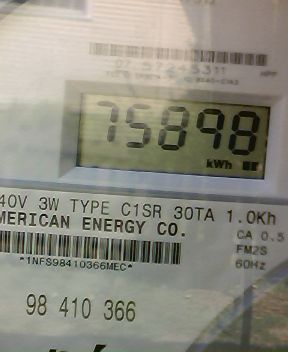 75898
kWh
40V 3W TYPE C1SR 30TA 1.0Kh
MERICAN ENERGY CO.
CA 0.5
FM2S
60Hz
*1NFS98410366MEC*
98 410 366